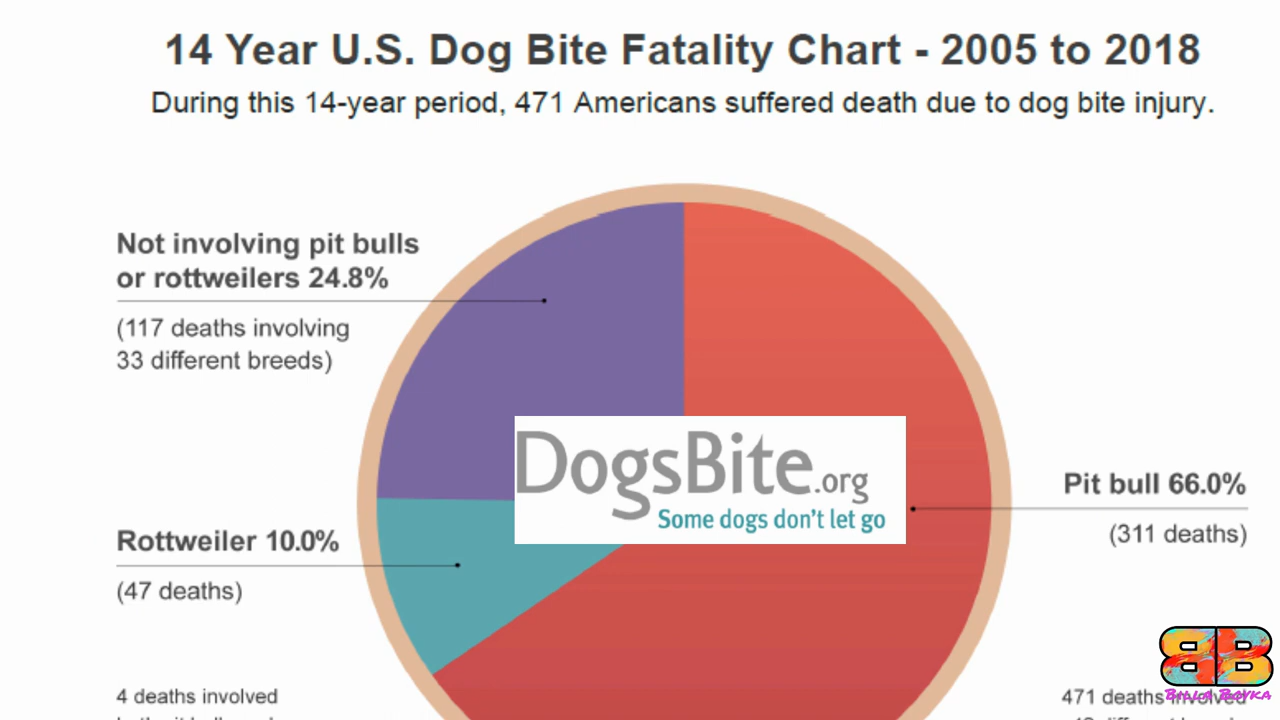 14 Year U.S. Dog Bite Fatality Chart - 2005 to 2018
During this 14-year period, 471 Americans suffered death due to dog bite injury.
Not involving pit bulls
or rottweilers 24.8%
(117 deaths involving
33 different breeds)
DogsBite.org
Some dogs don't let go
Pit bull 66.0%
(311 deaths)
Rottweiler 10.0%
(47 deaths)
4 deaths involved
471 deaths involved
BB
BILLA BOYKA